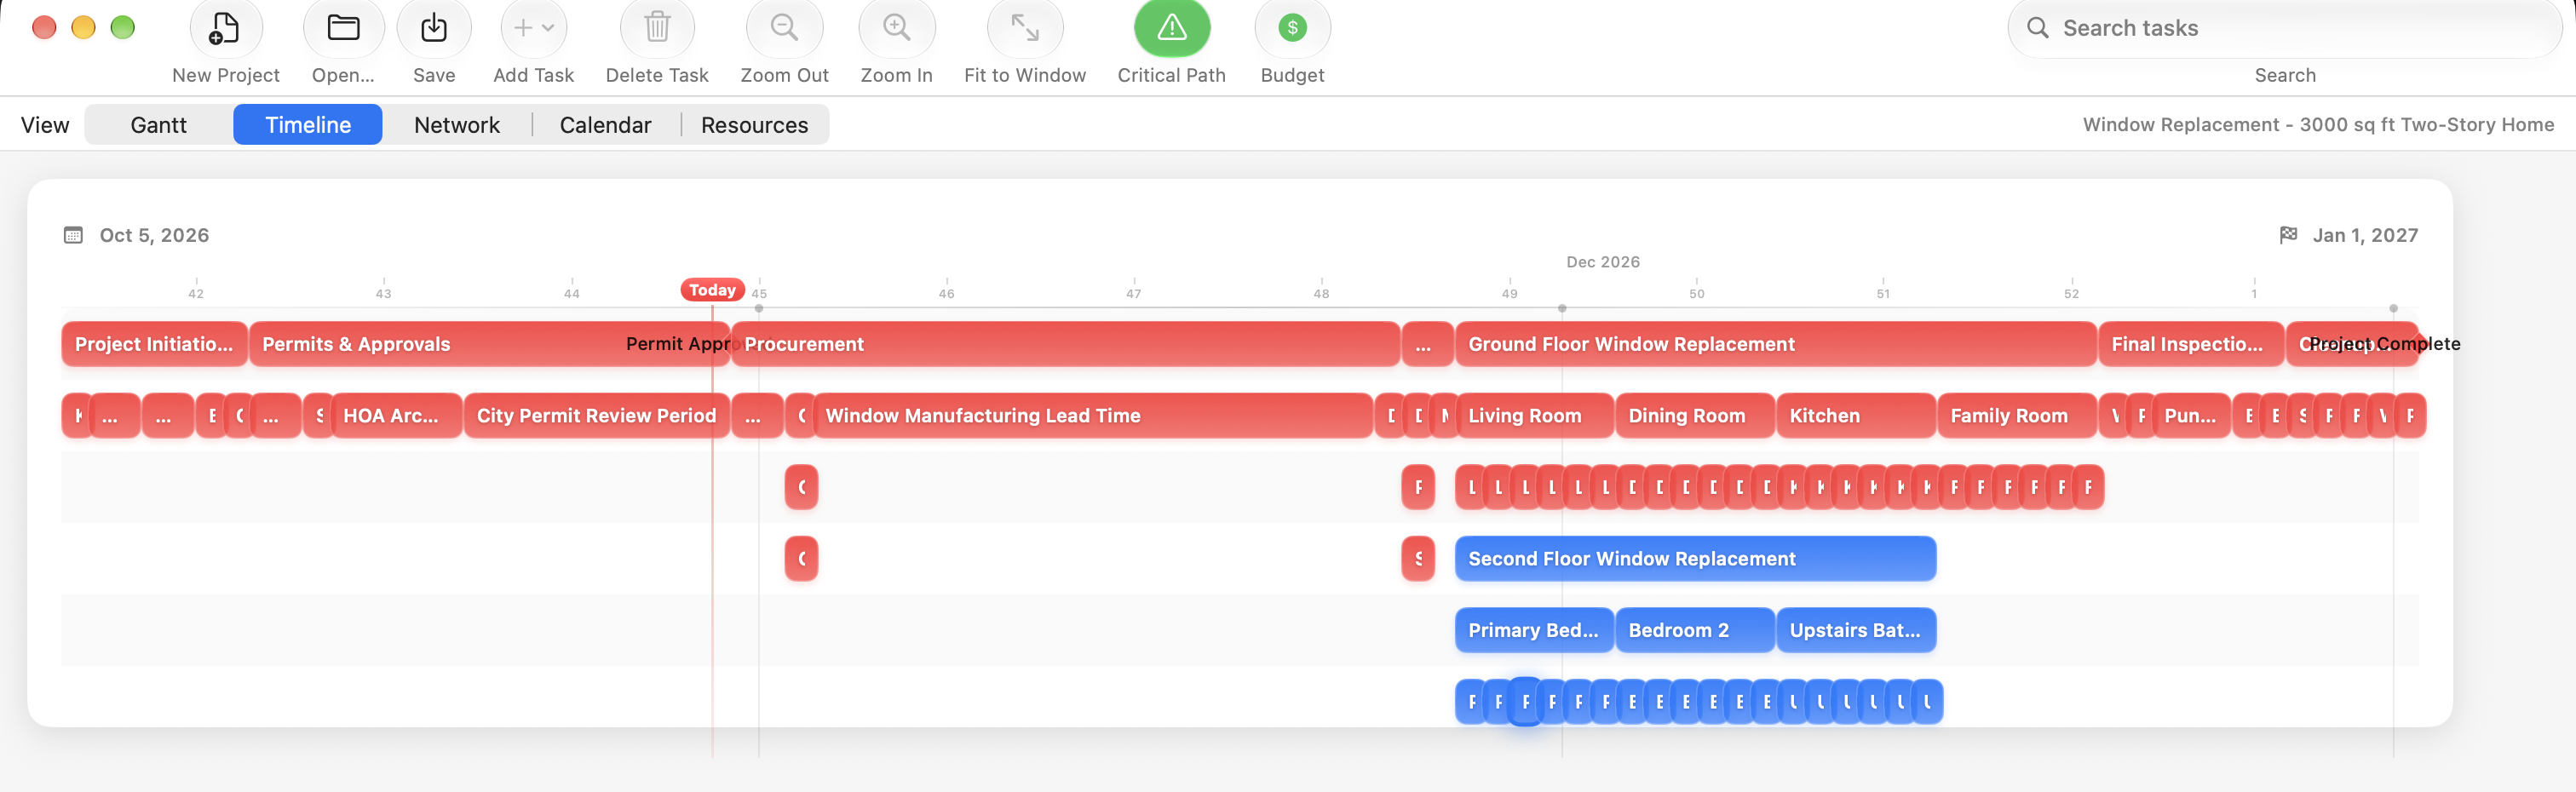 New Project
Open...
Save
Add Task
Delete Task
Zoom Out
Zoom In
Fit to Window
Critical Path
$
Budget
Search tasks
Search
View
Gantt
Timeline
Network
Calendar
Resources
Window Replacement - 3000 sq ft Two-Story Home
Oct 5, 2026
Jan 1, 2027
Dec 2026
42
43
44
Today
45
46
47
48
49
50
51
52
1
Project Initiatio...
Permits & Approvals
Permit Appro
Procurement
...
Ground Floor Window Replacement
Final Inspectio...
Project Complete
...
...
...
HOA Arc...
City Permit Review Period
...
Window Manufacturing Lead Time
Living Room
Dining Room
Kitchen
Family Room
Pun...
Second Floor Window Replacement
Primary Bed...
Bedroom 2
Upstairs Bat...